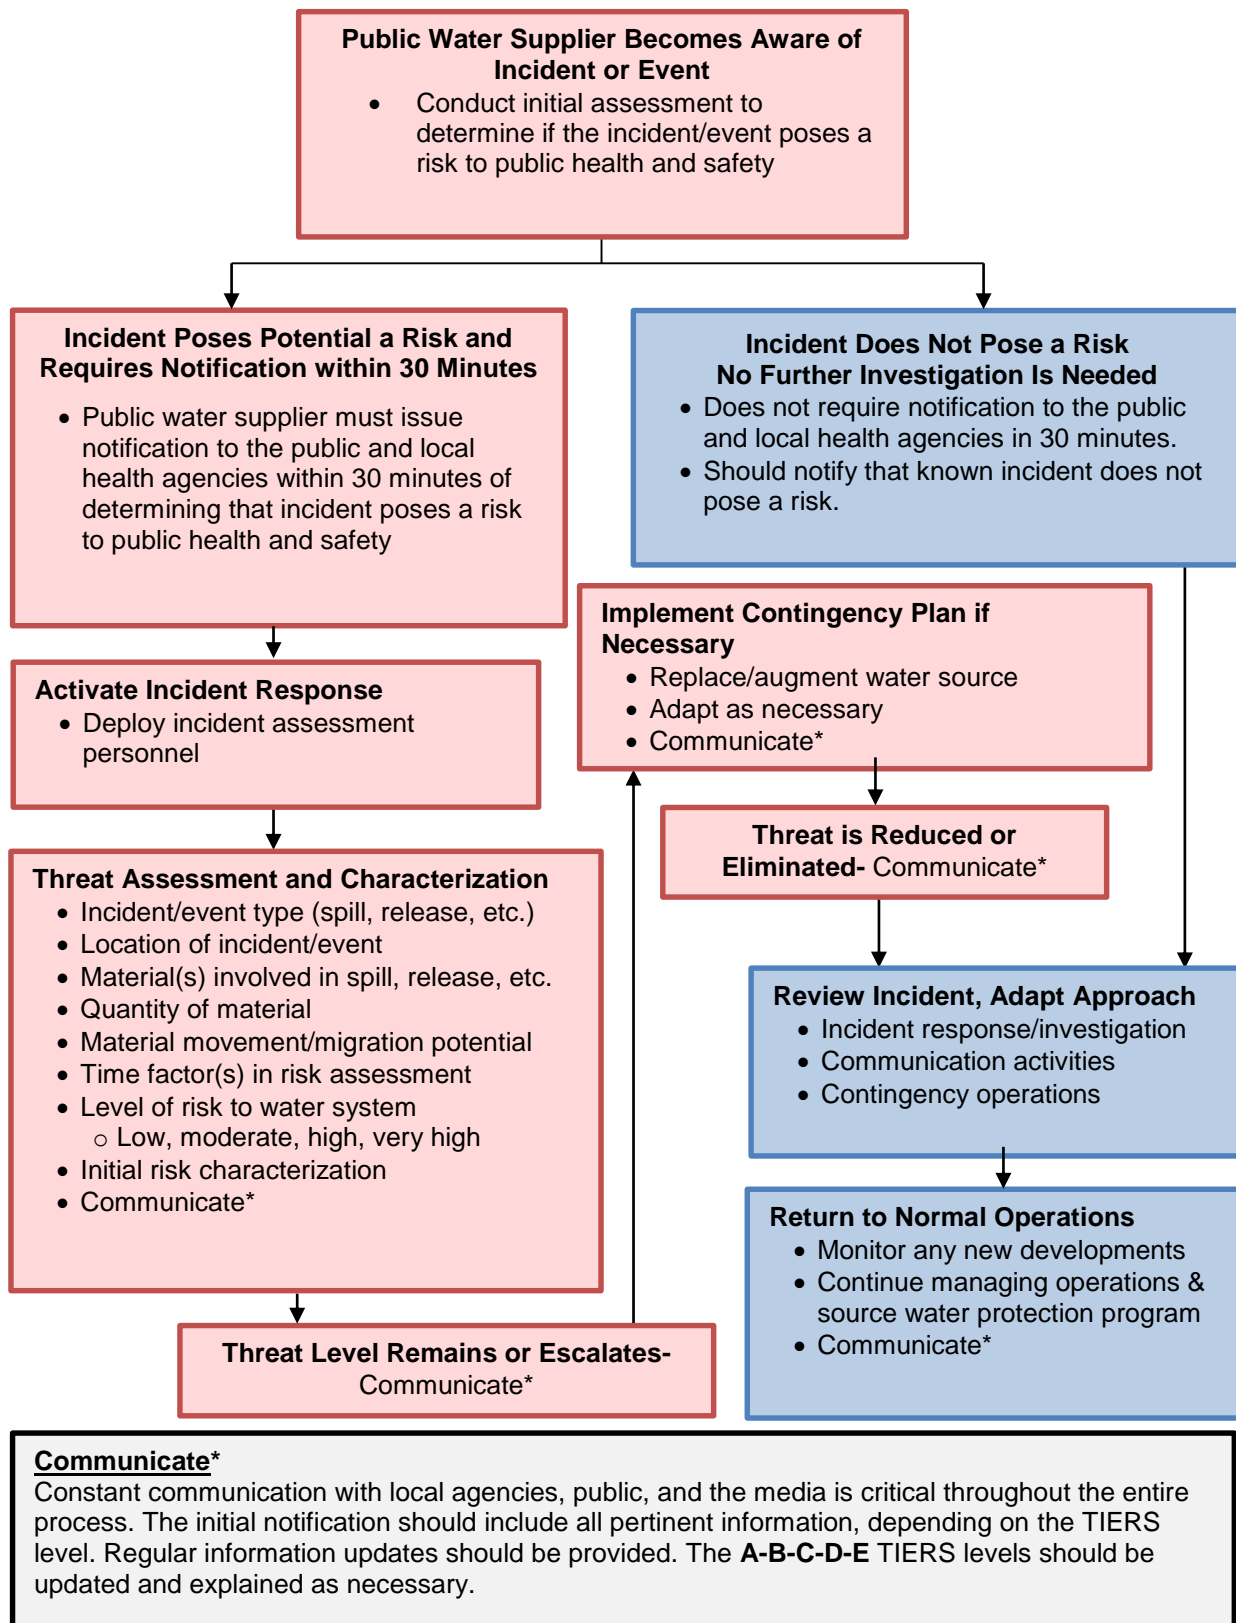 Public Water Supplier Becomes Aware of
Incident or Event
• Conduct initial assessment to
determine if the incident/event poses a
risk to public health and safety
Incident Poses Potential a Risk and
Requires Notification within 30 Minutes
• Public water supplier must issue
notification to the public and local
health agencies within 30 minutes of
determining that incident poses a risk
to public health and safety
Incident Does Not Pose a Risk
No Further Investigation Is Needed
• Does not require notification to the public
and local health agencies in 30 minutes.
• Should notify that known incident does not
pose a risk.
Activate Incident Response
• Deploy incident assessment
personnel
Threat Assessment and Characterization
• Incident/event type (spill, release, etc.)
• Location of incident/event
• Material(s) involved in spill, release, etc.
• Quantity of material
• Material movement/migration potential
• Time factor(s) in risk assessment
• Level of risk to water system
o Low, moderate, high, very high
• Initial risk characterization
• Communicate*
Threat Level Remains or Escalates-
Communicate*
Implement Contingency Plan if
Necessary
• Replace/augment water source
• Adapt as necessary
• Communicate*
Threat is Reduced or
Eliminated- Communicate*
Review Incident, Adapt Approach
• Incident response/investigation
• Communication activities
• Contingency operations
Return to Normal Operations
• Monitor any new developments
• Continue managing operations &
source water protection program
• Communicate*
Communicate*
Constant communication with local agencies, public, and the media is critical throughout the entire
process. The initial notification should include all pertinent information, depending on the TIERS
level. Regular information updates should be provided. The A-B-C-D-E TIERS levels should be
updated and explained as necessary.